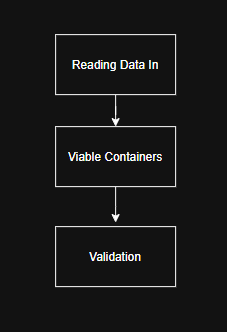 Reading Data In
Viable Containers
Validation